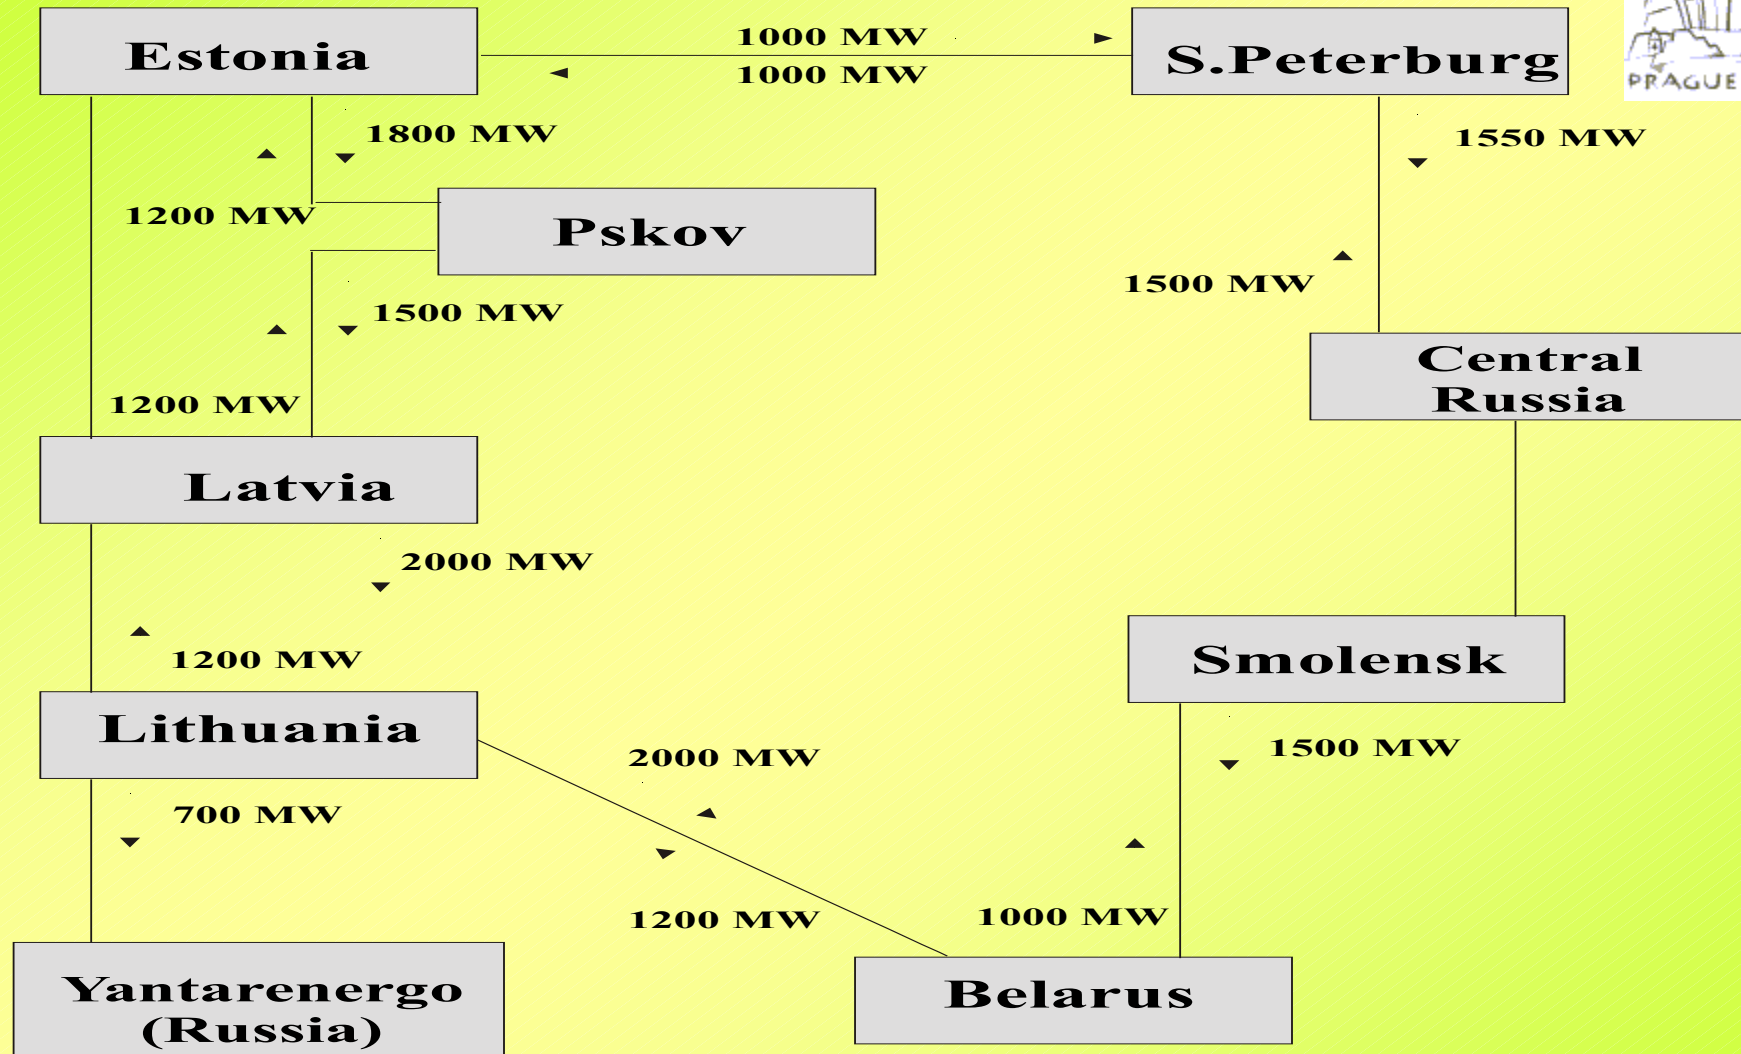 Estonia
1000 MW
1000 MW
S.Peterburg
PRAGUE
1800 MW
1550 MW
1200 MW
Pskov
1500 MW
1500 MW
Central
Russia
1200 MW
Latvia
2000 MW
1200 MW
Smolensk
Lithuania
2000 MW
1500 MW
700 MW
1200 MW
1000 MW
Yantarenergo
(Russia)
Belarus